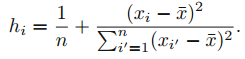 h_i = \frac{1}{n} + \frac{(x_i - \bar{x})^2}{\sum_{i'=1}^{n}(x_{i'} - \bar{x})^2}.